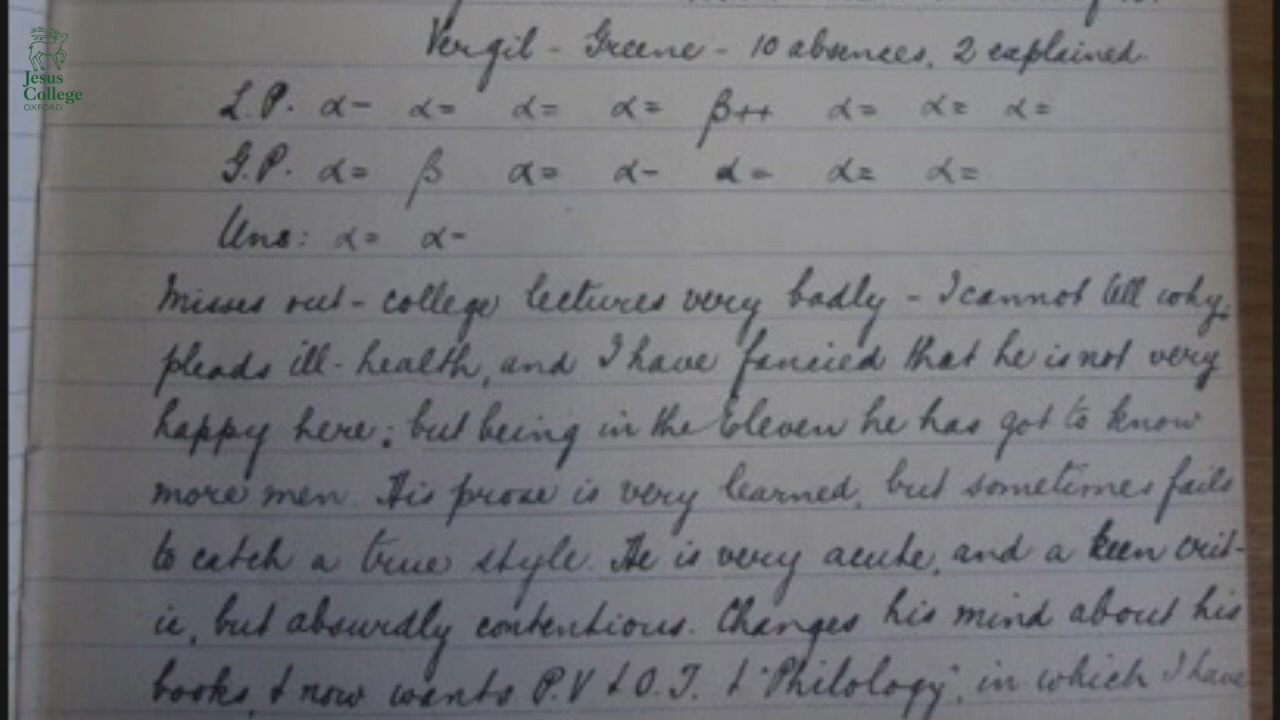 Jesus
College
OXFORD
Vergil - Greene - 10 absences, 2 explained.
L.P. α- α= α= α= β++ α= α= α=
G.P. α= β α= α- α= α= α=
Uns: α= α-
Misses out-college lectures very badly - I cannot tell why.
pleads ill-health, and I have fancied that he is not very
happy here; but being in the Eleven he has got to know
more men. His prose is very learned, but sometimes fails
to catch a true style. He is very acute, and a keen crit-
ic, but absurdly contentious. Changes his mind about his
books, & now wants P.V & O.T. & "Philology", in which I have